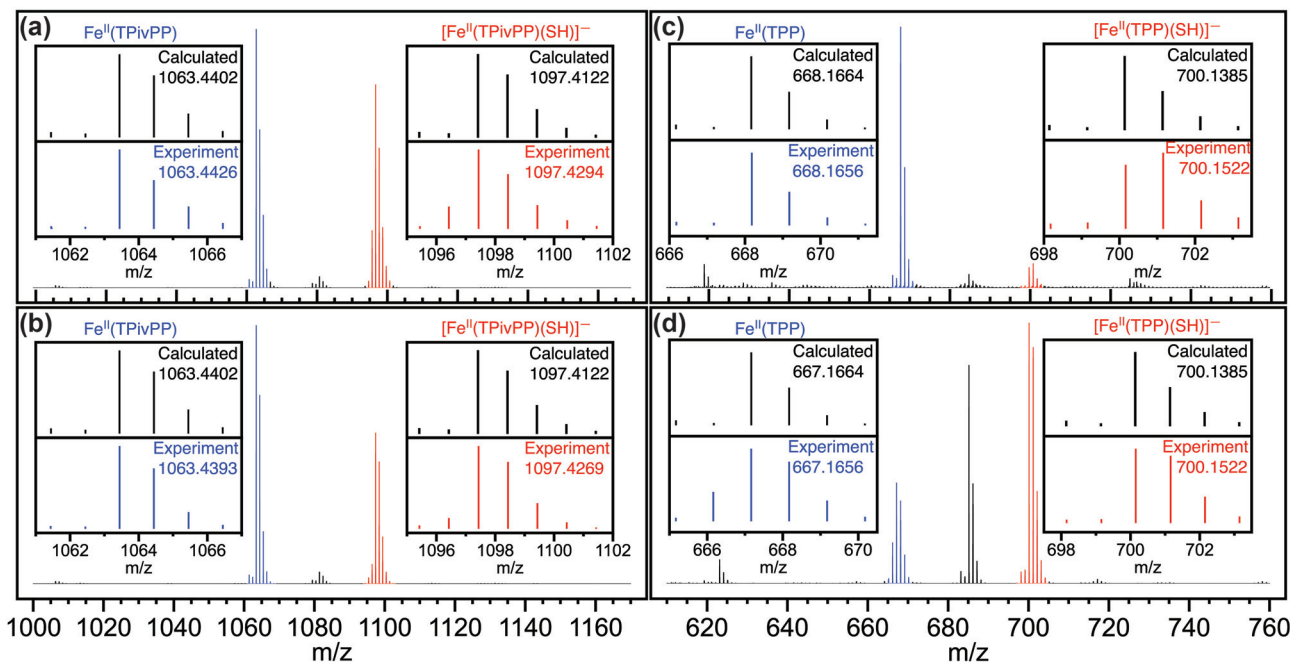 (a)
Fe^II(TPivPP)
[Fe^II(TPivPP)(SH)]^−
Calculated
1063.4402
Experiment
1063.4426
1062 1064 1066
m/z
Calculated
1097.4122
Experiment
1097.4294
1096 1098 1100 1102
m/z
(c)
Fe^II(TPP)
[Fe^II(TPP)(SH)]^−
Calculated
668.1664
Experiment
668.1656
666 668 670
m/z
Calculated
700.1385
Experiment
700.1522
698 700 702
m/z
(b)
Fe^II(TPivPP)
[Fe^II(TPivPP)(SH)]^−
Calculated
1063.4402
Experiment
1063.4393
1062 1064 1066
m/z
Calculated
1097.4122
Experiment
1097.4269
1096 1098 1100 1102
m/z
1000 1020 1040 1060 1080 1100 1120 1140 1160
m/z
(d)
Fe^II(TPP)
[Fe^II(TPP)(SH)]^−
Calculated
667.1664
Experiment
667.1656
666 668 670
m/z
Calculated
700.1385
Experiment
700.1522
698 700 702
m/z
620 640 660 680 700 720 740 760
m/z